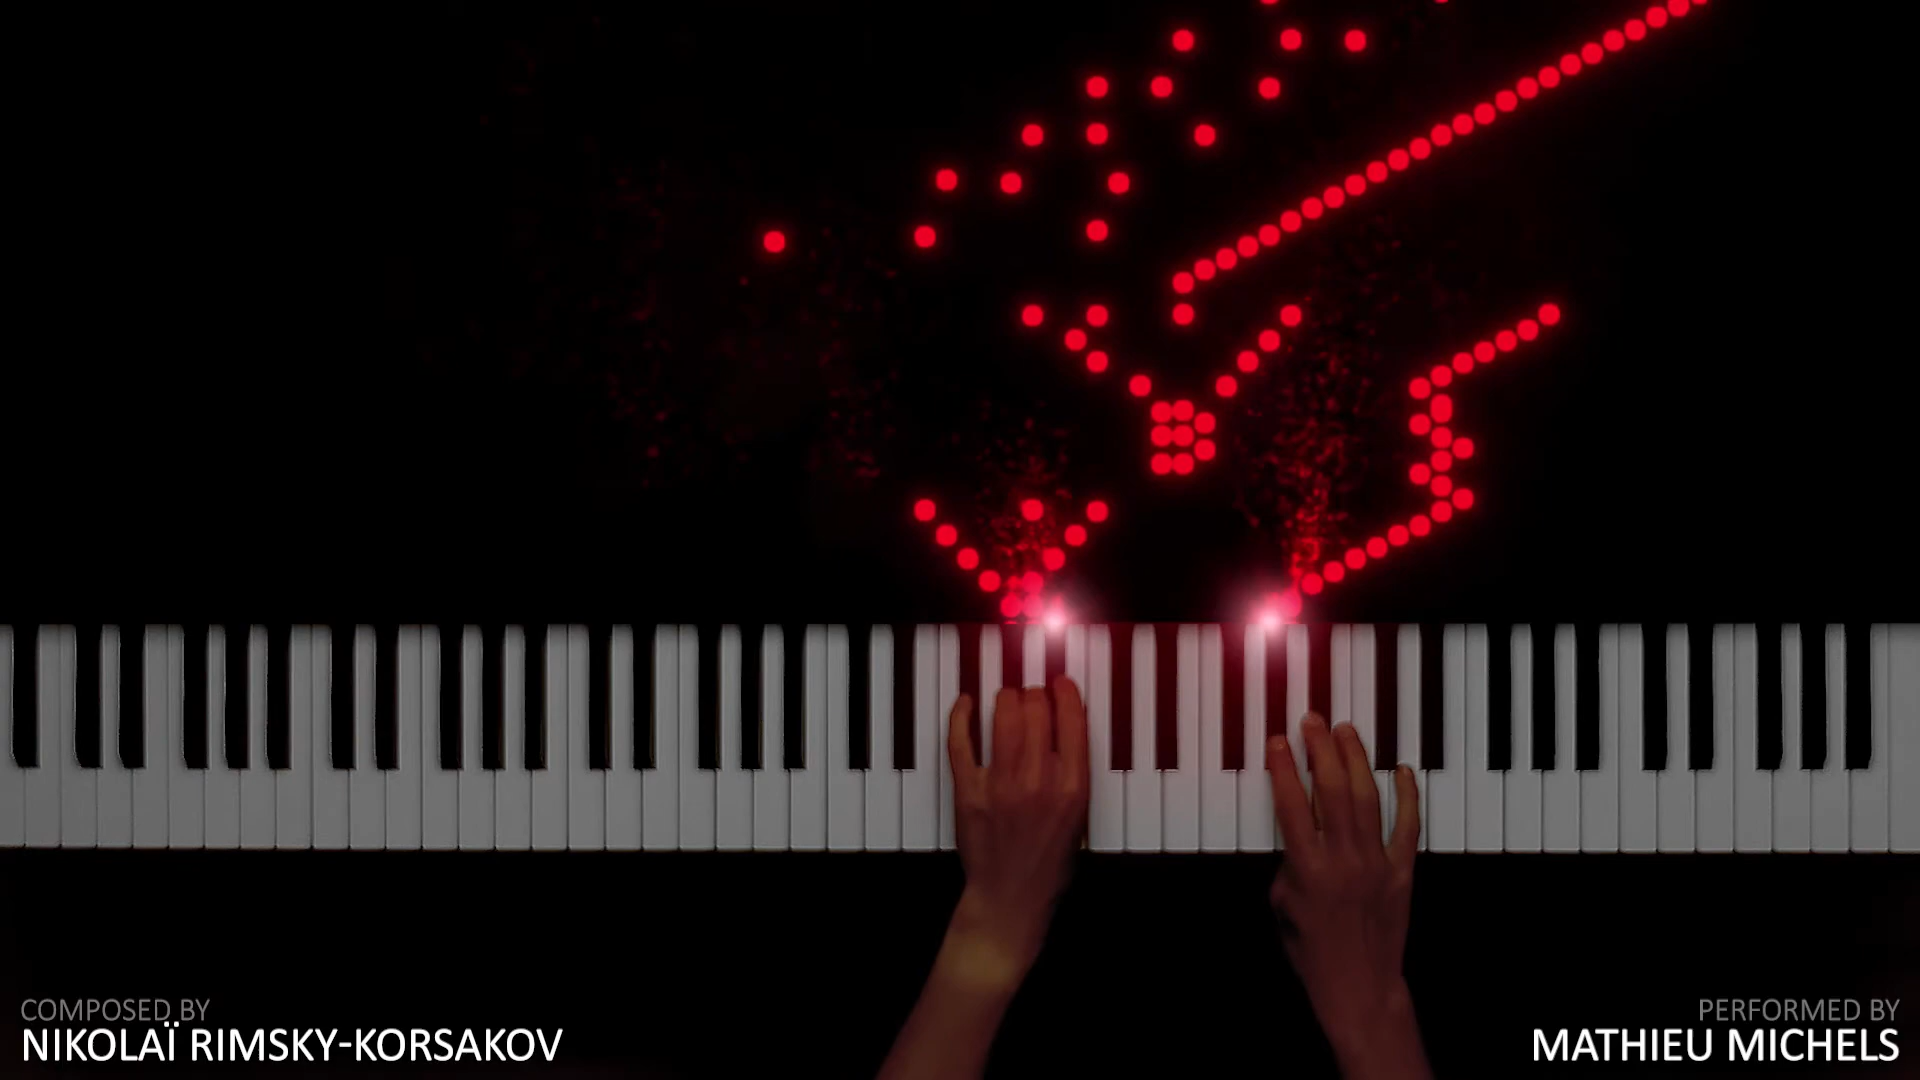 COMPOSED BY
NIKOLAÏ RIMSKY-KORSAKOV
PERFORMED BY
MATHIEU MICHELS